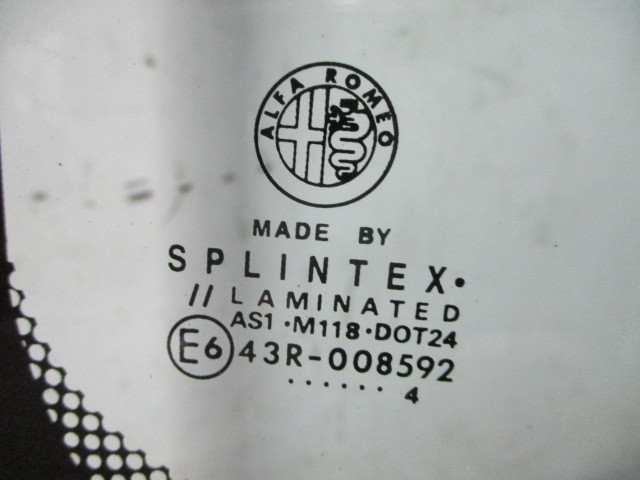 ALFA ROMEO
MADE BY
SPLINTEX·
// LAMINATED
AS1·M118·DOT24
E6 43R-008592
...... 4